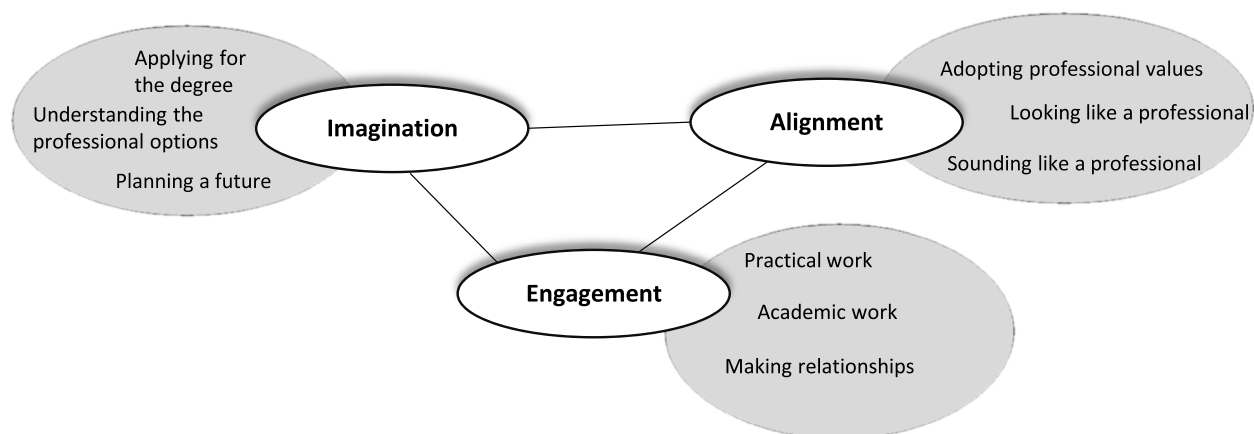 Applying for
the degree
Understanding the
professional options
Planning a future
Imagination
Alignment
Adopting professional values
Looking like a professional
Sounding like a professional
Engagement
Practical work
Academic work
Making relationships